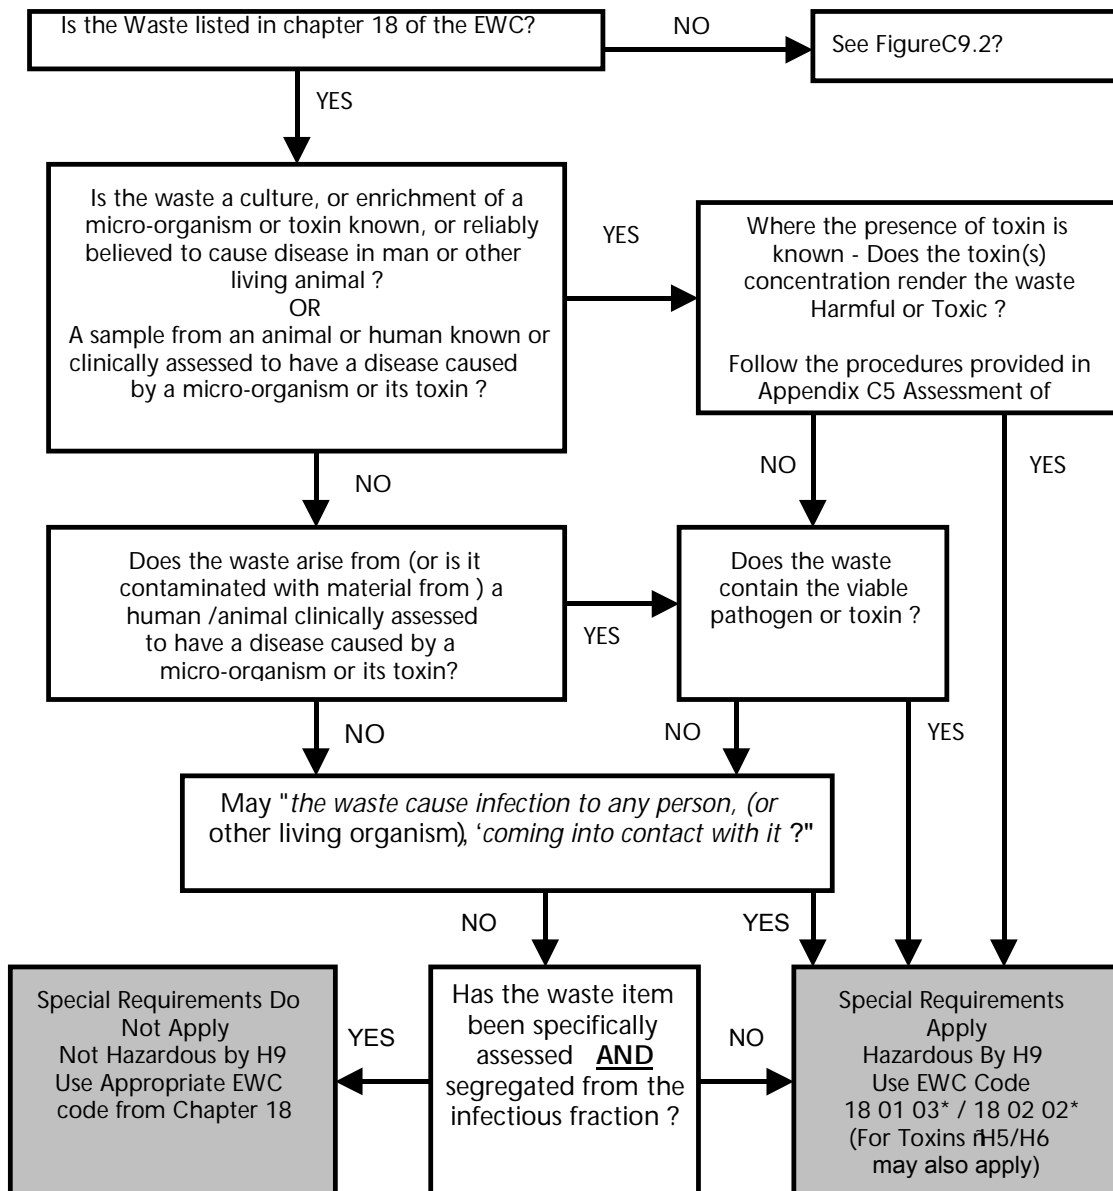 Is the Waste listed in chapter 18 of the EWC?
NO
See FigureC9.2?
YES
Is the waste a culture, or enrichment of a
micro-organism or toxin known, or reliably
believed to cause disease in man or other
living animal ?
OR
A sample from an animal or human known or
clinically assessed to have a disease caused
by a micro-organism or its toxin ?
YES
Where the presence of toxin is
known - Does the toxin(s)
concentration render the waste
Harmful or Toxic ?
Follow the procedures provided in
Appendix C5 Assessment of
NO
NO
YES
Does the waste arise from (or is it
contaminated with material from ) a
human /animal clinically assessed
to have a disease caused by a
micro-organism or its toxin?
YES
Does the waste
contain the viable
pathogen or toxin ?
NO
NO
YES
May "the waste cause infection to any person, (or
other living organism), ‘coming into contact with it ?"
NO
YES
Special Requirements Do
Not Apply
Not Hazardous by H9
Use Appropriate EWC
code from Chapter 18
YES
Has the waste item
been specifically
assessed AND
segregated from the
infectious fraction ?
NO
Special Requirements
Apply
Hazardous By H9
Use EWC Code
18 01 03* / 18 02 02*
(For Toxins ñH5/H6
may also apply)